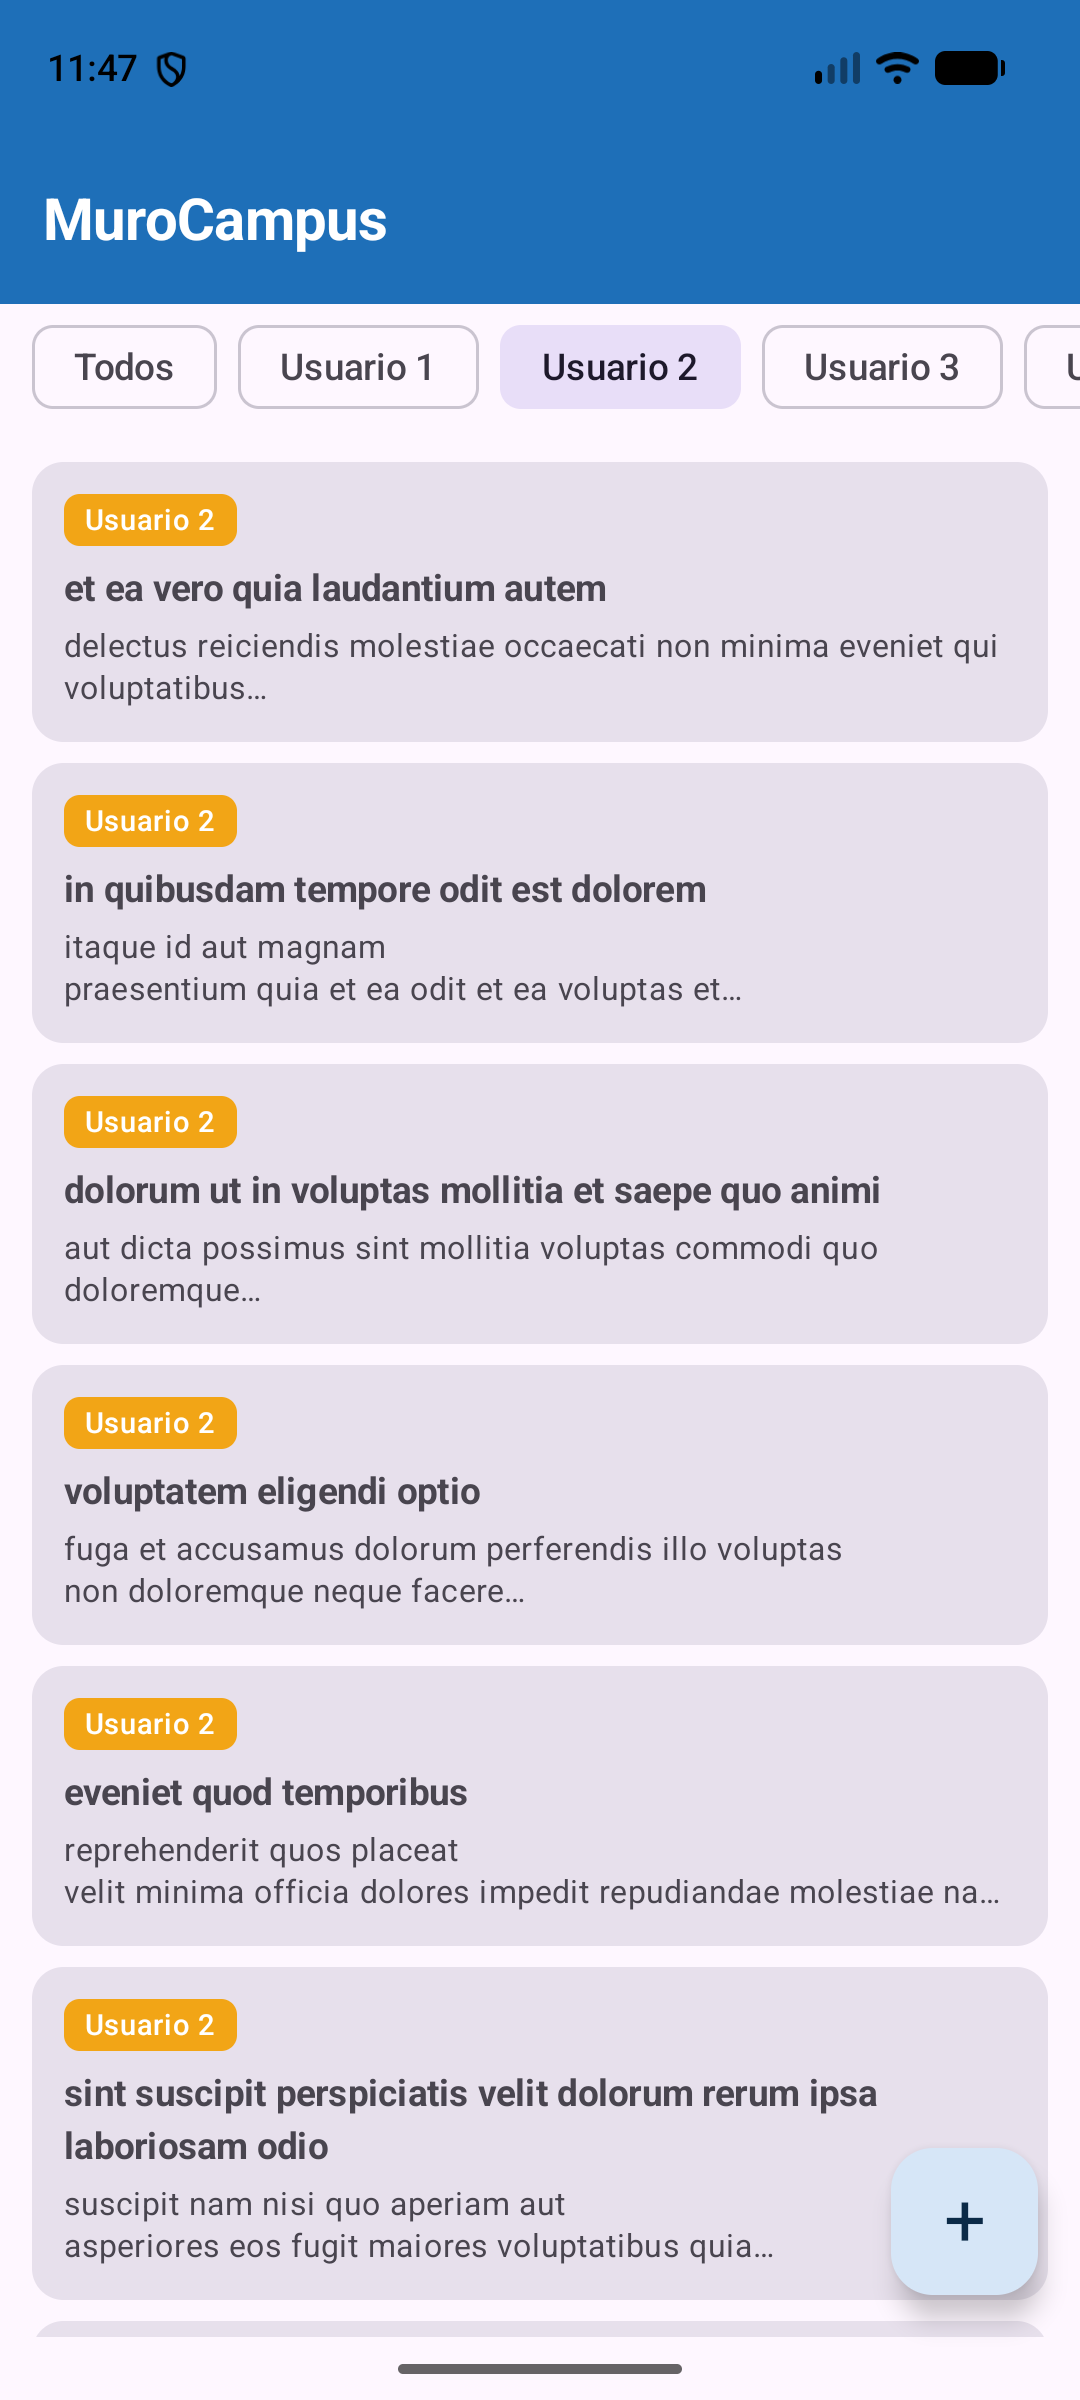 11:47
MuroCampus
Todos
Usuario 1
Usuario 2
Usuario 3
U
Usuario 2
et ea vero quia laudantium autem
delectus reiciendis molestiae occaecati non minima eveniet qui
voluptatibus…
Usuario 2
in quibusdam tempore odit est dolorem
itaque id aut magnam
praesentium quia et ea odit et ea voluptas et…
Usuario 2
dolorum ut in voluptas mollitia et saepe quo animi
aut dicta possimus sint mollitia voluptas commodi quo
doloremque…
Usuario 2
voluptatem eligendi optio
fuga et accusamus dolorum perferendis illo voluptas
non doloremque neque facere…
Usuario 2
eveniet quod temporibus
reprehenderit quos placeat
velit minima officia dolores impedit repudiandae molestiae na…
Usuario 2
sint suscipit perspiciatis velit dolorum rerum ipsa
laboriosam odio
suscipit nam nisi quo aperiam aut
asperiores eos fugit maiores voluptatibus quia…
+